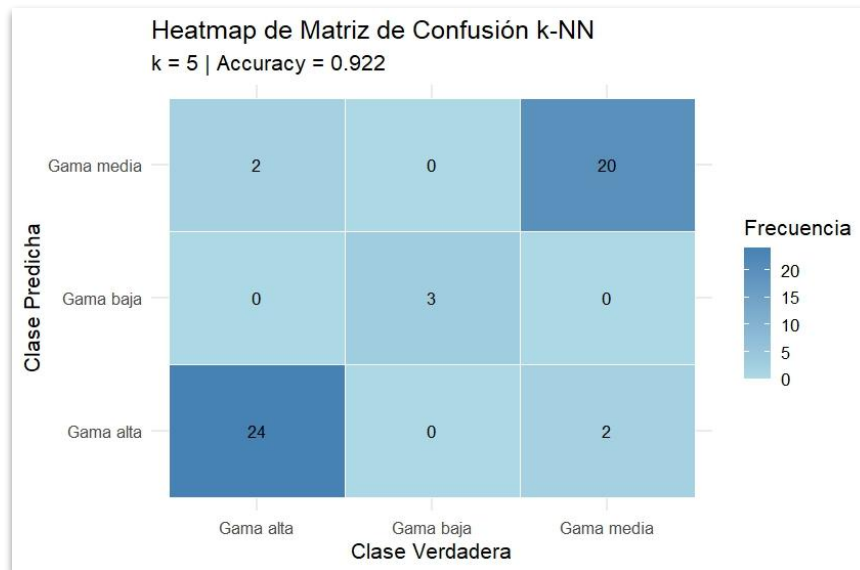 Heatmap de Matriz de Confusión k-NN
k = 5 | Accuracy = 0.922
Clase Predicha
Gama media
2
0
20
Gama baja
0
3
0
Gama alta
24
0
2
Gama alta
Gama baja
Gama media
Clase Verdadera
Frecuencia
20
15
10
5
0